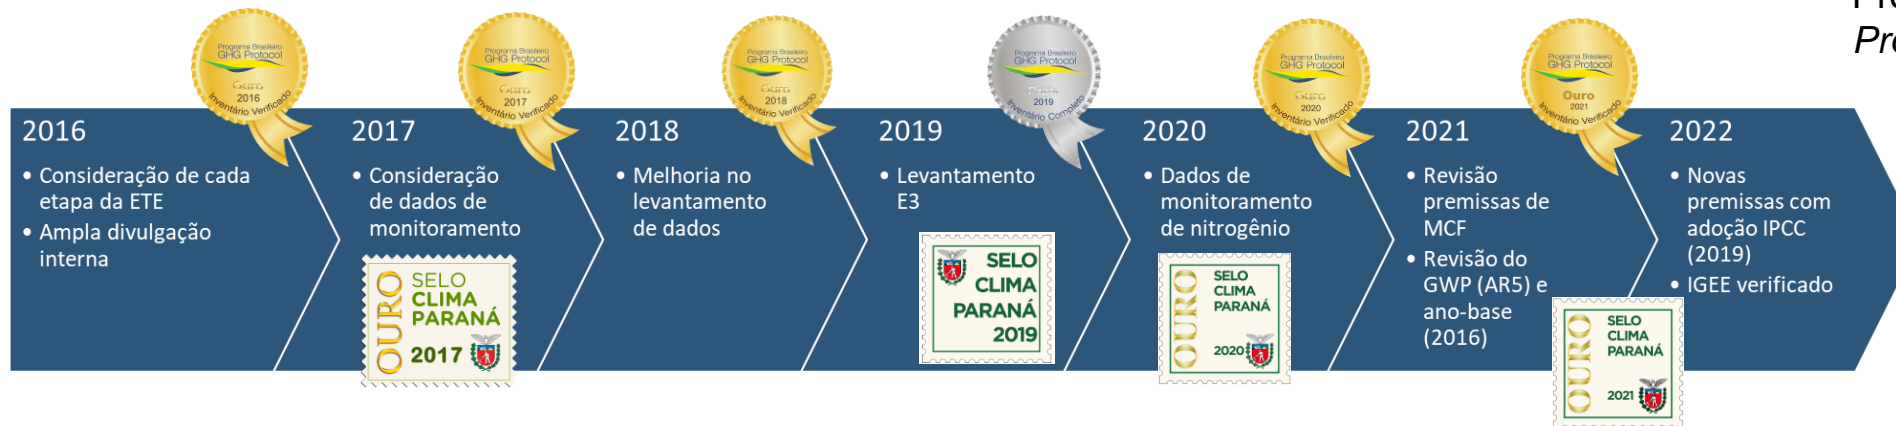 Programa Brasileiro
GHG Protocol
Ouro
2016
Inventário Verificado
Programa Brasileiro
GHG Protocol
Ouro
2017
Inventário Verificado
Programa Brasileiro
GHG Protocol
Ouro
2018
Inventário Verificado
Programa Brasileiro
GHG Protocol
Prata
2019
Inventário Completo
Programa Brasileiro
GHG Protocol
Ouro
2020
Inventário Verificado
Programa Brasileiro
GHG Protocol
Ouro
2021
Inventário Verificado
2016
• Consideração de cada
etapa da ETE
• Ampla divulgação
interna
2017
• Consideração
de dados de
monitoramento
OURO
SELO
CLIMA
PARANÁ
2017
2018
• Melhoria no
levantamento
de dados
2019
• Levantamento
E3
SELO
CLIMA
PARANÁ
2019
2020
• Dados de
monitoramento
de nitrogênio
OURO
SELO
CLIMA
PARANÁ
2020
2021
• Revisão
premissas de
MCF
• Revisão do
GWP (AR5) e
ano-base
(2016)
OURO
SELO
CLIMA
PARANÁ
2021
2022
• Novas
premissas com
adoção IPCC
(2019)
• IGEE verificado